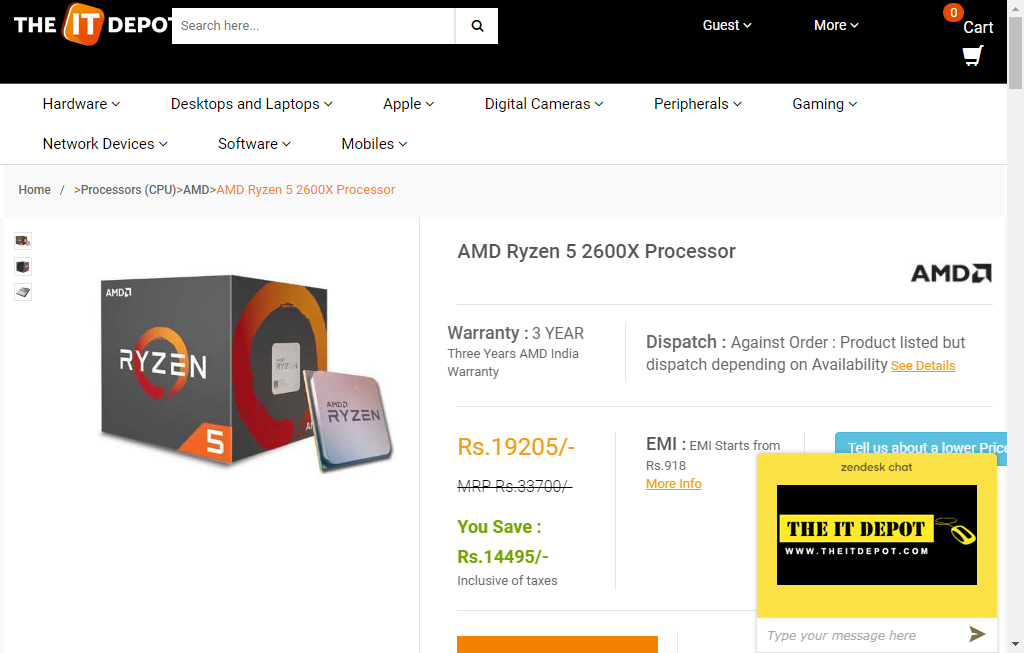 THE IT DEPOT
Search here...
Guest
More
0
Cart
Hardware
Desktops and Laptops
Apple
Digital Cameras
Peripherals
Gaming
Network Devices
Software
Mobiles
Home / >Processors (CPU)>AMD>AMD Ryzen 5 2600X Processor
AMD Ryzen 5 2600X Processor
AMD
AMD
RYZEN
5
AMD
RYZEN
AMD
RYZEN
Warranty : 3 YEAR
Three Years AMD India
Warranty
Dispatch : Against Order : Product listed but
dispatch depending on Availability See Details
Rs.19205/-
MRP Rs.33700/-
You Save :
Rs.14495/-
Inclusive of taxes
EMI : EMI Starts from
Rs.918
More Info
Tell us about a lower Price
zendesk chat
THE IT DEPOT
WWW.THEITDEPOT.COM
Type your message here